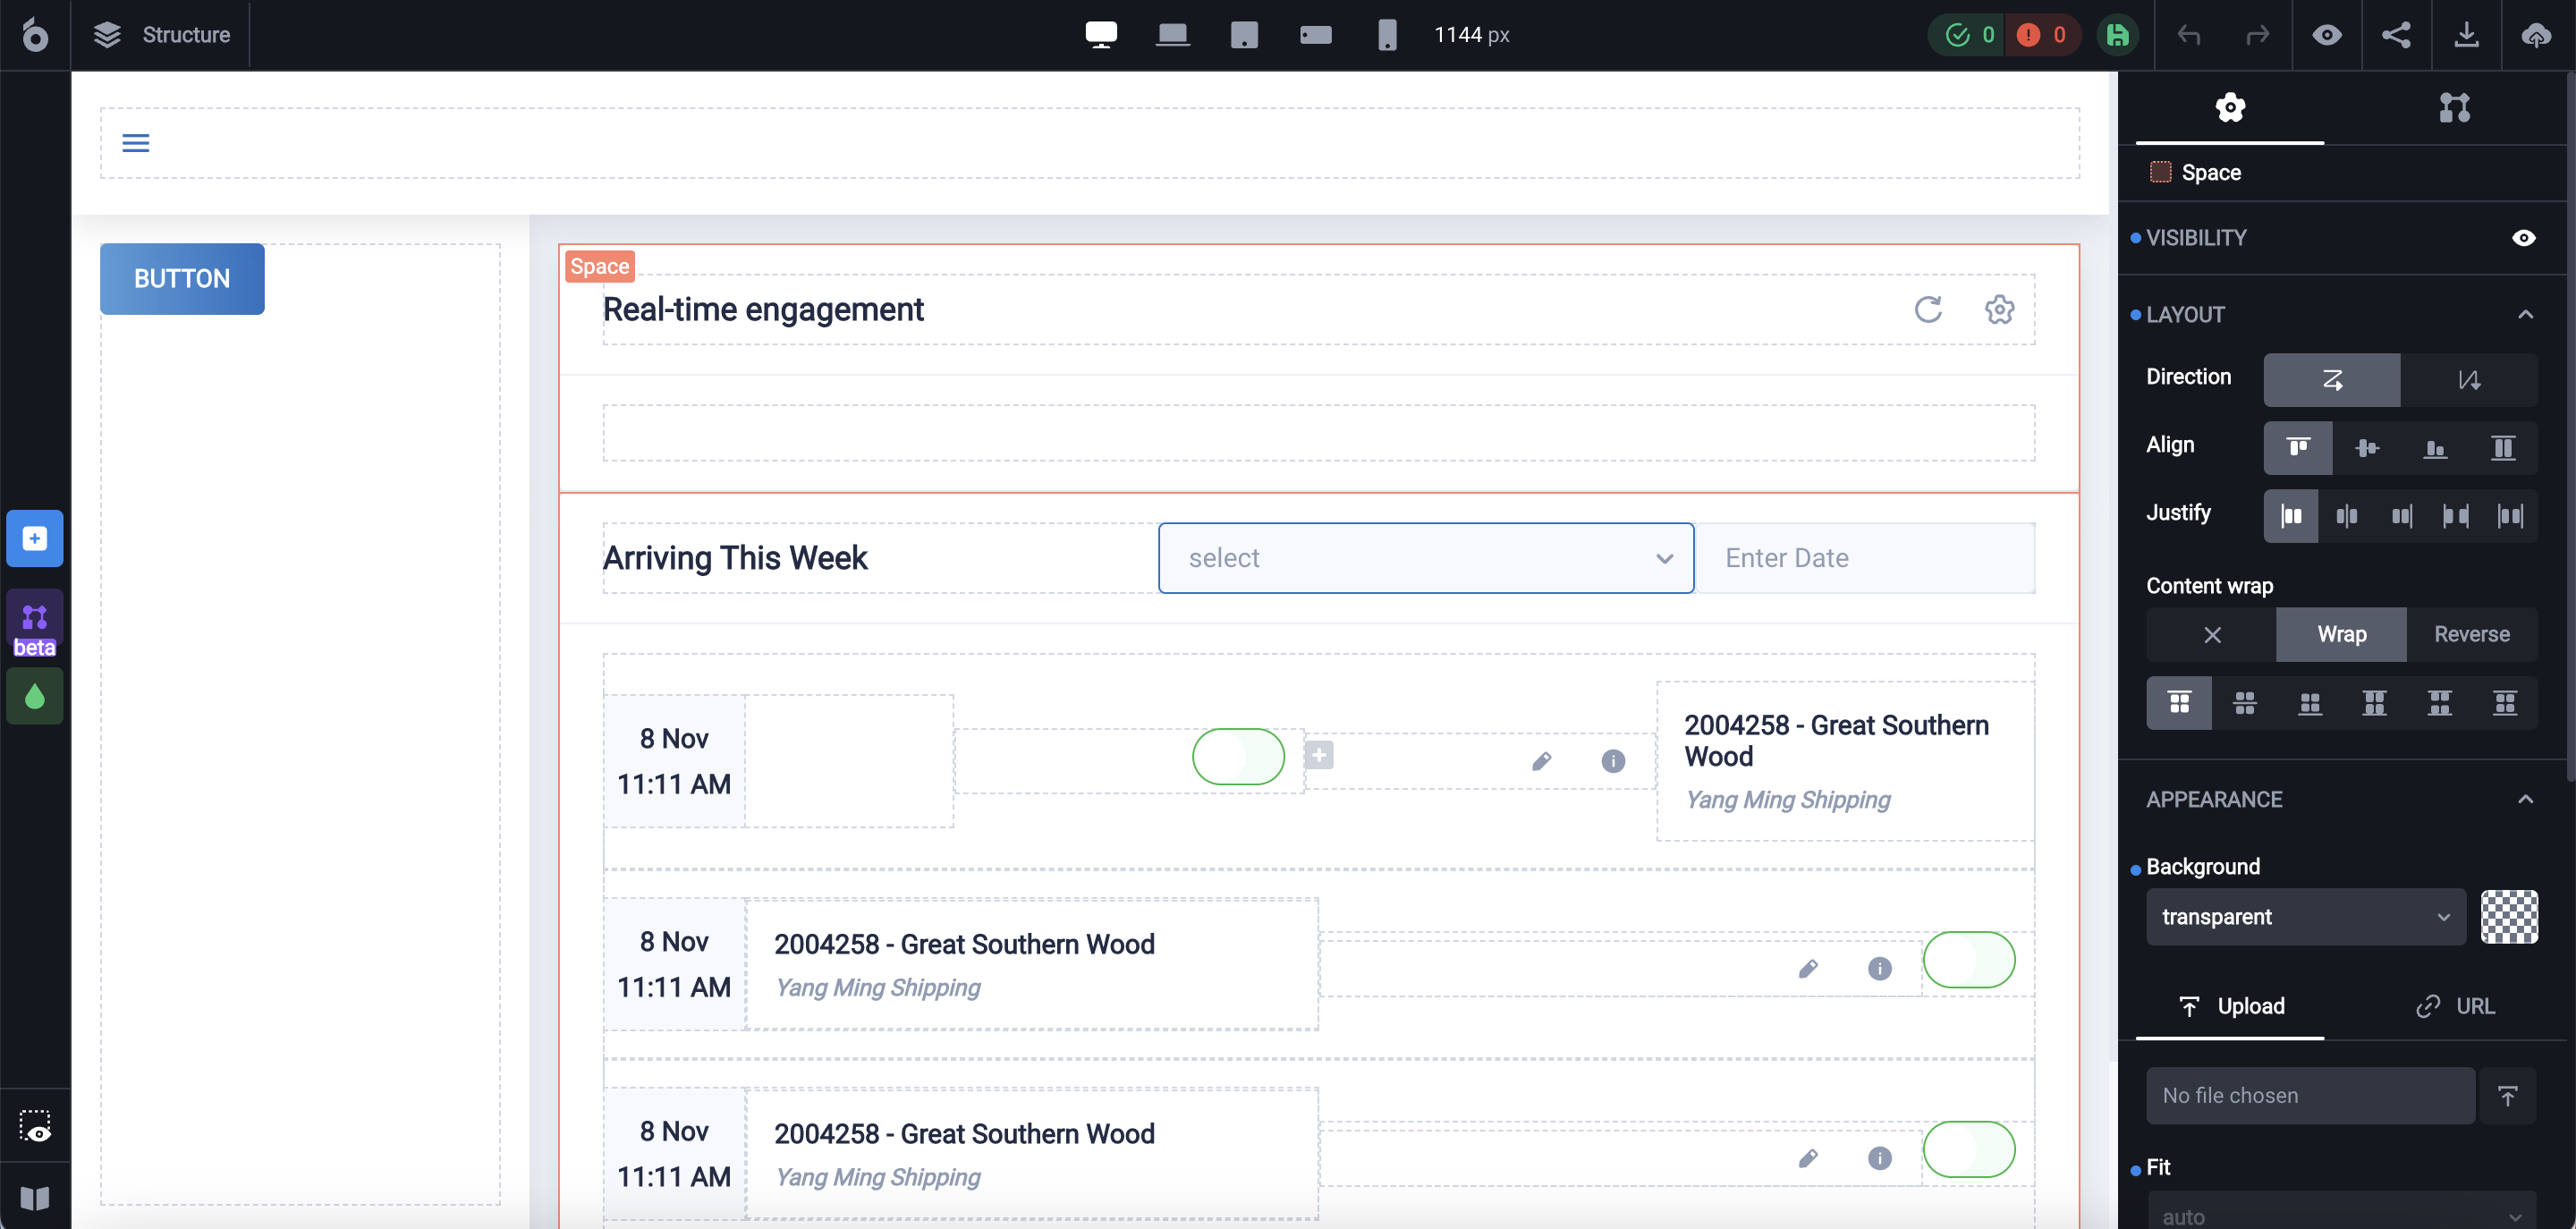 Structure
1144 px
0
0
beta
BUTTON
Space
Real-time engagement
Arriving This Week
select
Enter Date
8 Nov
11:11 AM
2004258 - Great Southern
Wood
Yang Ming Shipping
8 Nov
11:11 AM
2004258 - Great Southern Wood
Yang Ming Shipping
8 Nov
11:11 AM
2004258 - Great Southern Wood
Yang Ming Shipping
Space
VISIBILITY
LAYOUT
Direction
Align
Justify
Content wrap
Wrap
Reverse
APPEARANCE
Background
transparent
Upload
URL
No file chosen
Fit
auto